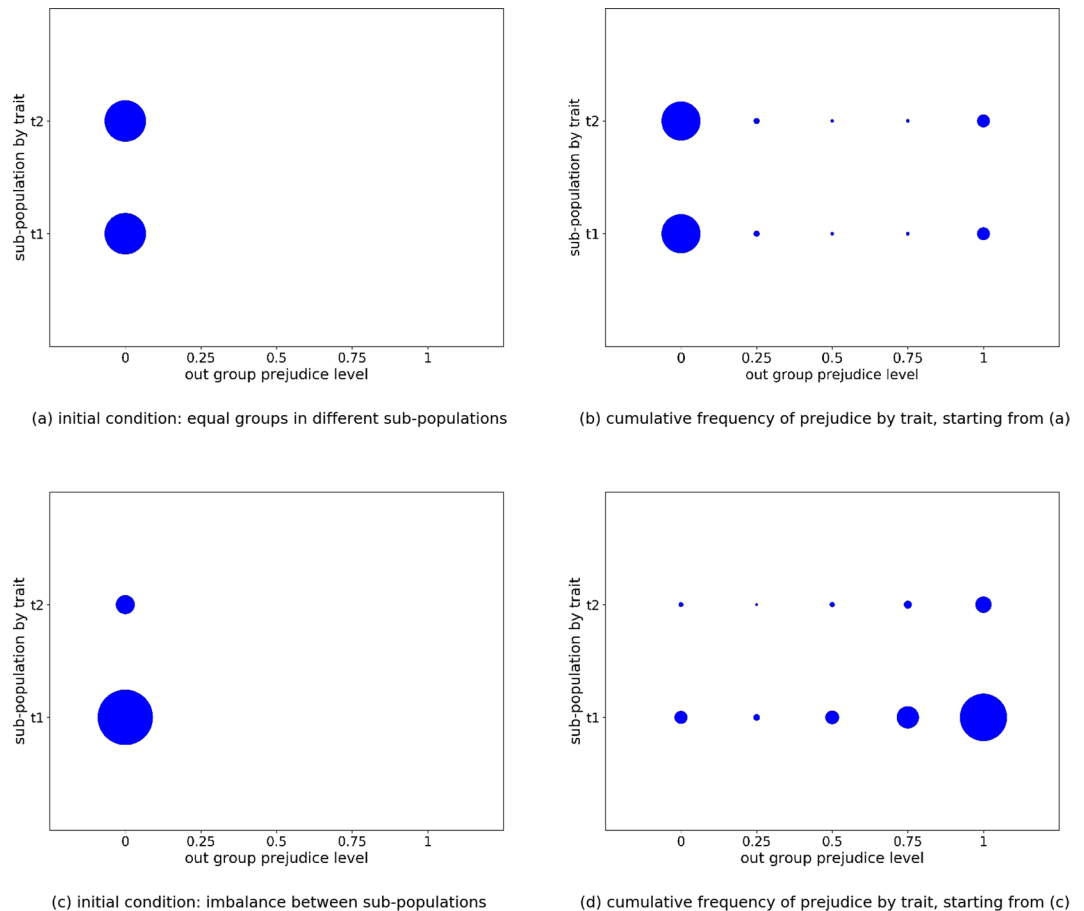 sub-population by trait
t2
t1
0 0.25 0.5 0.75 1
out group prejudice level
(a) initial condition: equal groups in different sub-populations
sub-population by trait
t2
t1
0 0.25 0.5 0.75 1
out group prejudice level
(b) cumulative frequency of prejudice by trait, starting from (a)
sub-population by trait
t2
t1
0 0.25 0.5 0.75 1
out group prejudice level
(c) initial condition: imbalance between sub-populations
sub-population by trait
t2
t1
0 0.25 0.5 0.75 1
out group prejudice level
(d) cumulative frequency of prejudice by trait, starting from (c)